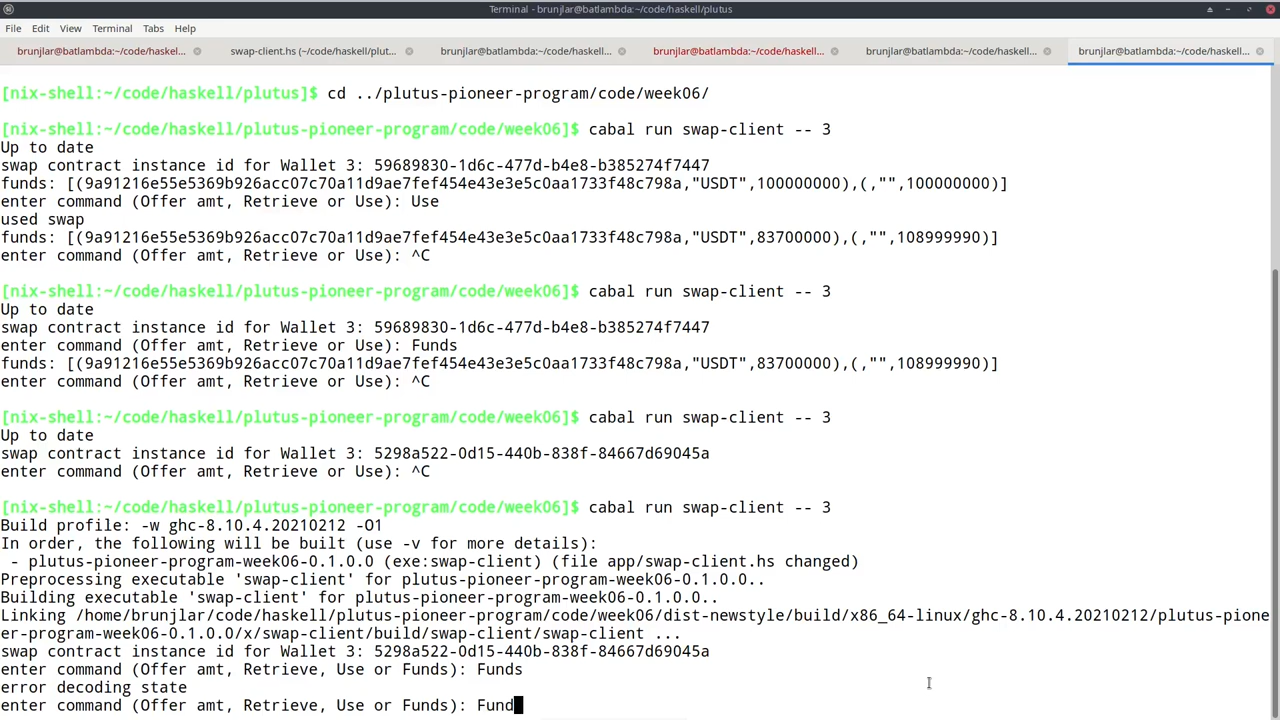 Terminal - brunjlar@batlambda:~/code/haskell/plutus
File Edit View Terminal Tabs Help
brunjlar@batlambda:~/code/haskel... swap-client.hs (~/code/haskell/plut... brunjlar@batlambda:~/code/haskell... brunjlar@batlambda:~/code/haskell... brunjlar@batlambda:~/code/haskell... brunjlar@batlambda:~/code/haskell...
[nix-shell:~/code/haskell/plutus]$ cd ../plutus-pioneer-program/code/week06/
[nix-shell:~/code/haskell/plutus-pioneer-program/code/week06]$ cabal run swap-client -- 3
Up to date
swap contract instance id for Wallet 3: 59689830-1d6c-477d-b4e8-b385274f7447
funds: [(9a91216e55e5369b926acc07c70a11d9ae7fef454e43e3e5c0aa1733f48c798a,"USDT",100000000),(,"",100000000)]
enter command (Offer amt, Retrieve or Use): Use
used swap
funds: [(9a91216e55e5369b926acc07c70a11d9ae7fef454e43e3e5c0aa1733f48c798a,"USDT",83700000),(,"",108999990)]
enter command (Offer amt, Retrieve or Use): ^C
[nix-shell:~/code/haskell/plutus-pioneer-program/code/week06]$ cabal run swap-client -- 3
Up to date
swap contract instance id for Wallet 3: 59689830-1d6c-477d-b4e8-b385274f7447
enter command (Offer amt, Retrieve or Use): Funds
funds: [(9a91216e55e5369b926acc07c70a11d9ae7fef454e43e3e5c0aa1733f48c798a,"USDT",83700000),(,"",108999990)]
enter command (Offer amt, Retrieve or Use): ^C
[nix-shell:~/code/haskell/plutus-pioneer-program/code/week06]$ cabal run swap-client -- 3
Up to date
swap contract instance id for Wallet 3: 5298a522-0d15-440b-838f-84667d69045a
enter command (Offer amt, Retrieve or Use): ^C
[nix-shell:~/code/haskell/plutus-pioneer-program/code/week06]$ cabal run swap-client -- 3
Build profile: -w ghc-8.10.4.20210212 -O1
In order, the following will be built (use -v for more details):
 - plutus-pioneer-program-week06-0.1.0.0 (exe:swap-client) (file app/swap-client.hs changed)
Preprocessing executable 'swap-client' for plutus-pioneer-program-week06-0.1.0.0..
Building executable 'swap-client' for plutus-pioneer-program-week06-0.1.0.0..
Linking /home/brunjlar/code/haskell/plutus-pioneer-program/code/week06/dist-newstyle/build/x86_64-linux/ghc-8.10.4.20210212/plutus-pione
er-program-week06-0.1.0.0/x/swap-client/build/swap-client/swap-client ...
swap contract instance id for Wallet 3: 5298a522-0d15-440b-838f-84667d69045a
enter command (Offer amt, Retrieve, Use or Funds): Funds
error decoding state
enter command (Offer amt, Retrieve, Use or Funds): Fund